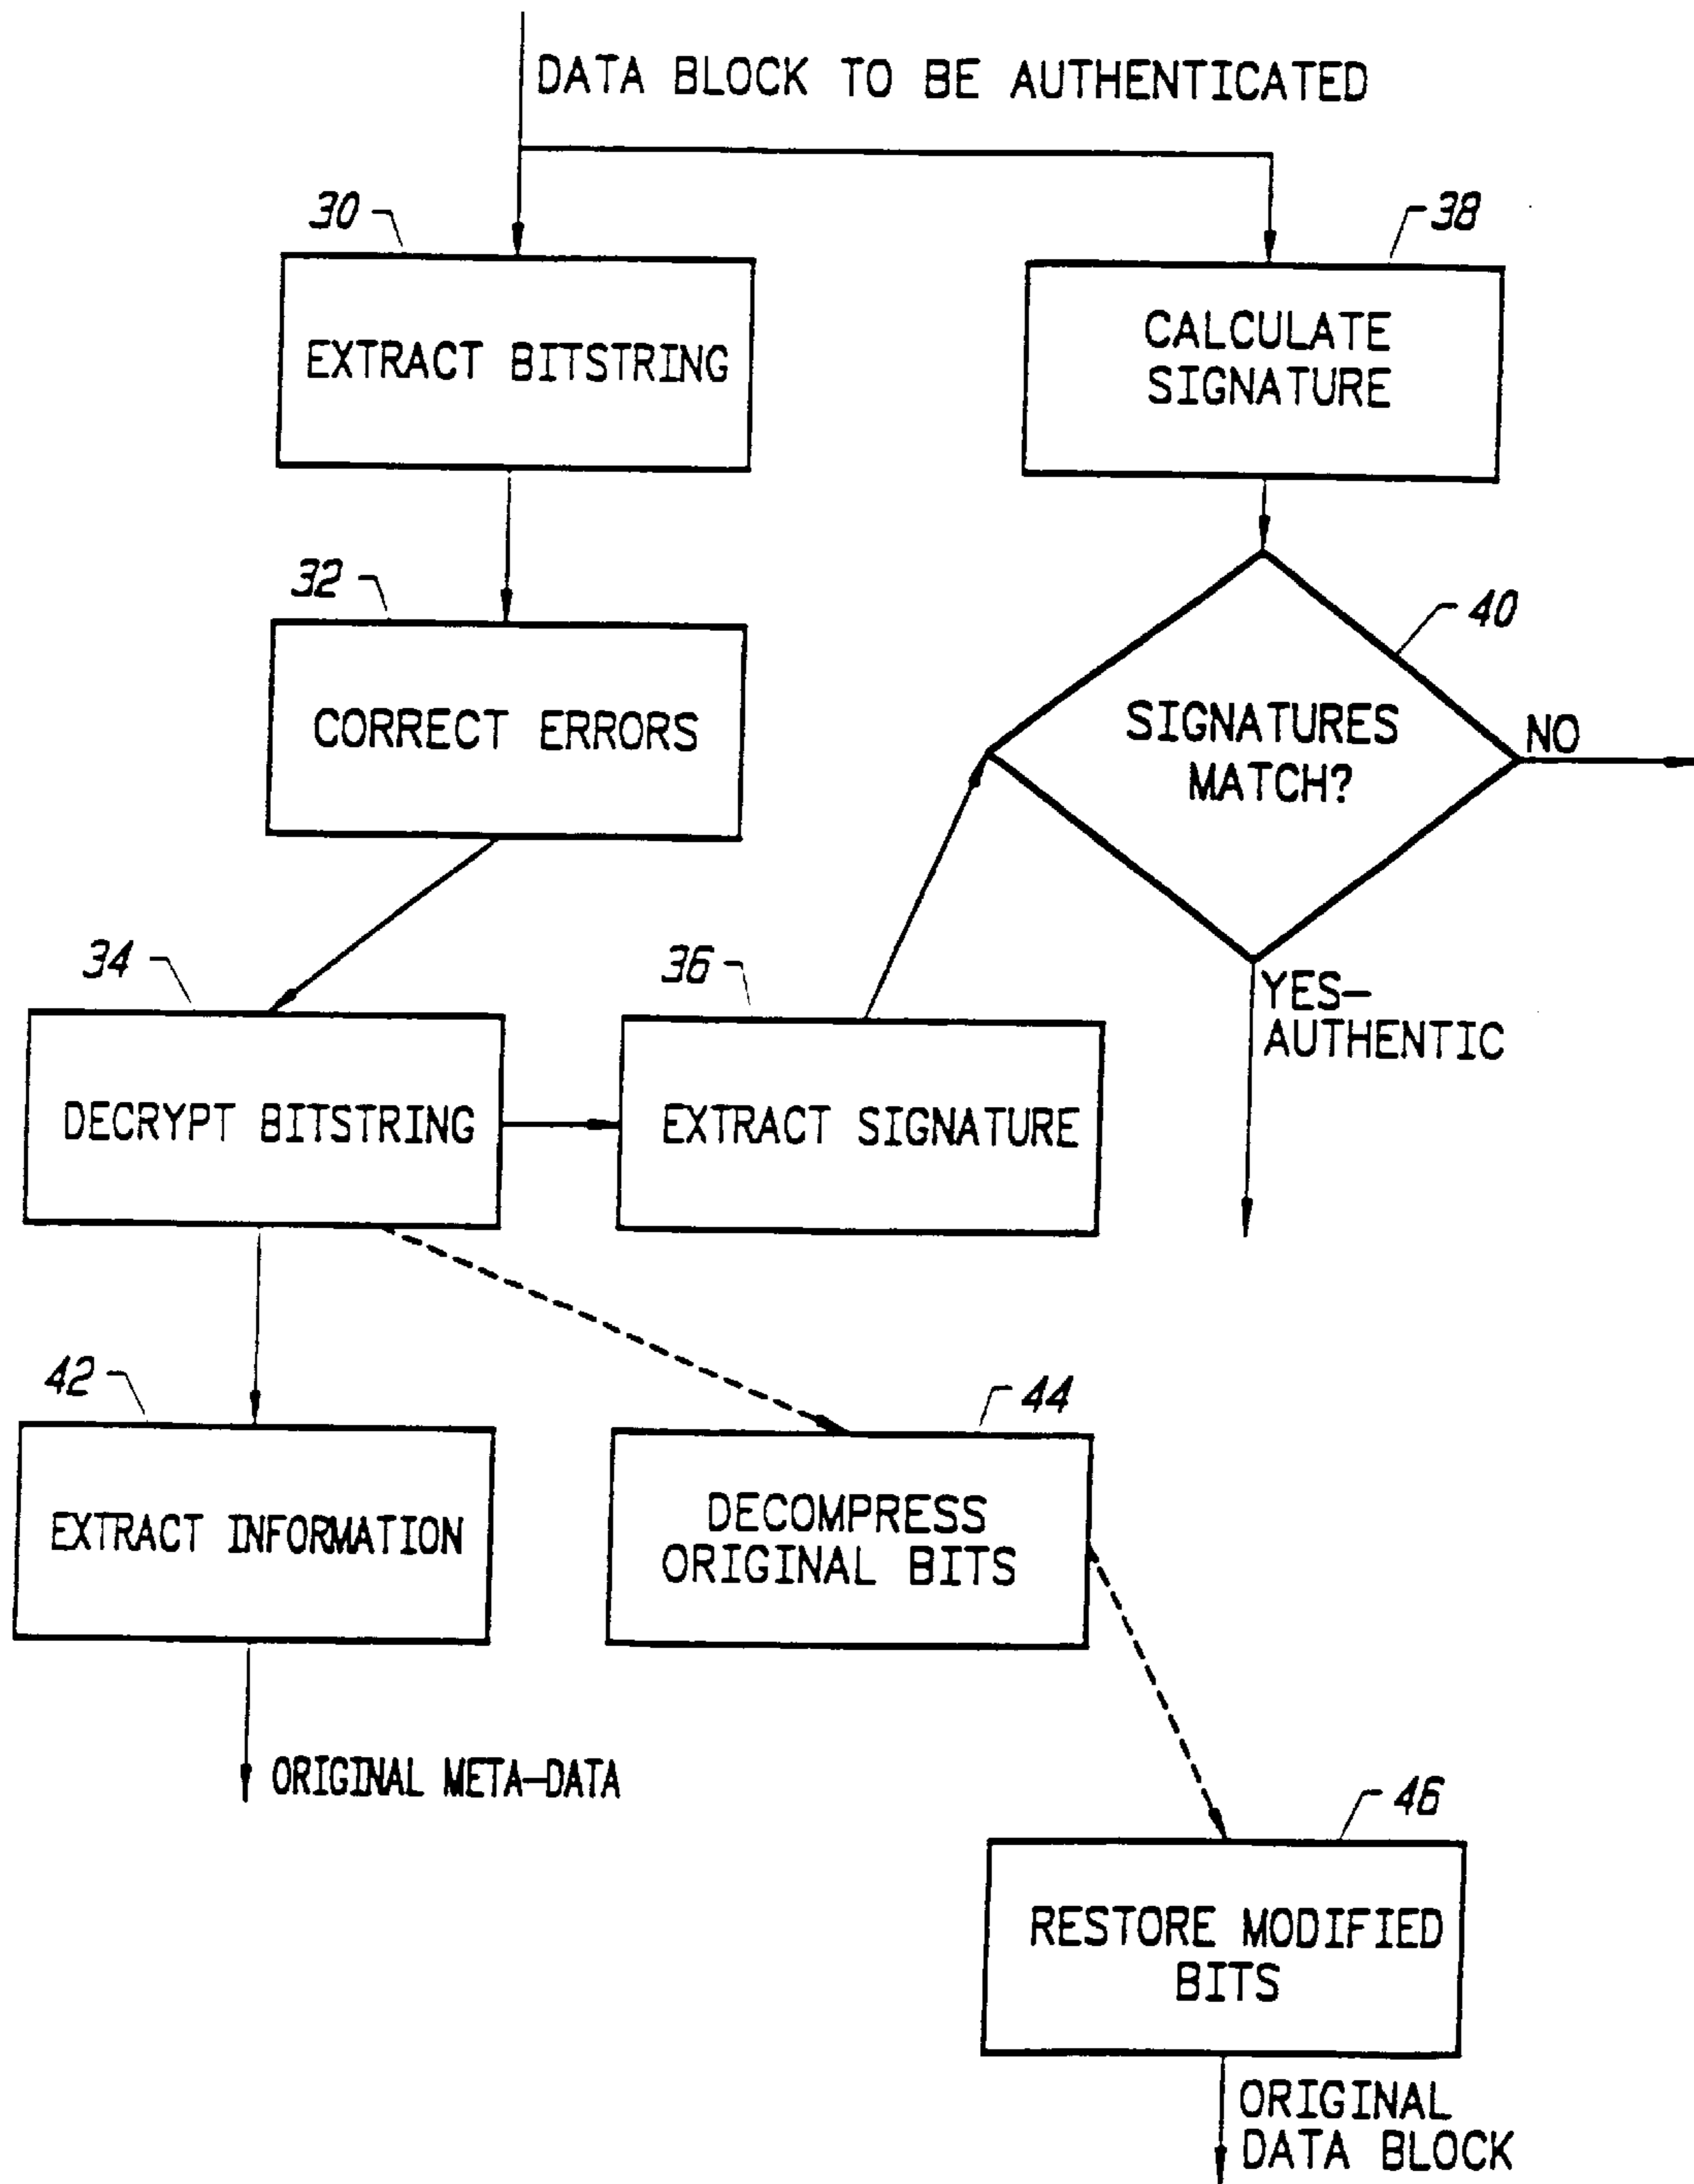 DATA BLOCK TO BE AUTHENTICATED
30
38
EXTRACT BITSTRING
CALCULATE
SIGNATURE
32
40
CORRECT ERRORS
SIGNATURES
MATCH?
NO
34
36
YES-
AUTHENTIC
DECRYPT BITSTRING
EXTRACT SIGNATURE
42
44
EXTRACT INFORMATION
DECOMPRESS
ORIGINAL BITS
ORIGINAL META-DATA
46
RESTORE MODIFIED
BITS
ORIGINAL
DATA BLOCK